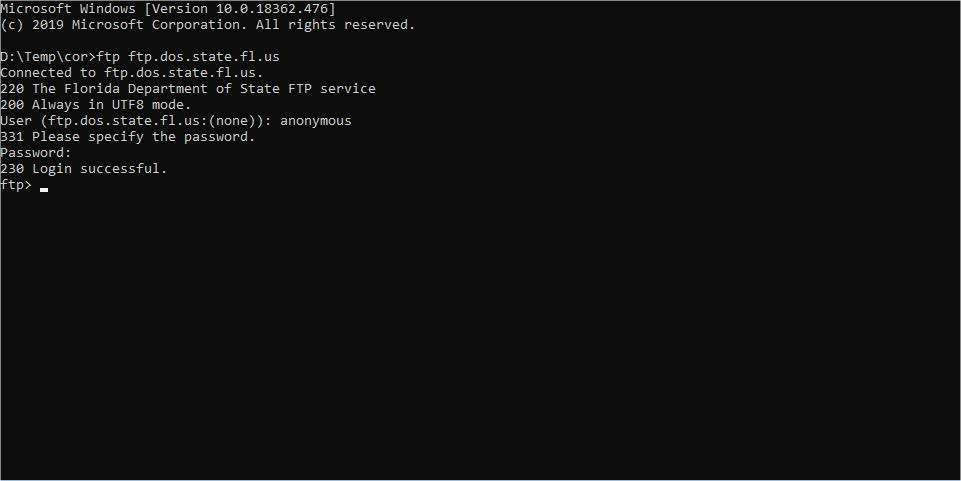 Microsoft Windows [Version 10.0.18362.476]
(c) 2019 Microsoft Corporation. All rights reserved.
D:\Temp\cor>ftp ftp.dos.state.fl.us
Connected to ftp.dos.state.fl.us.
220 The Florida Department of State FTP service
200 Always in UTF8 mode.
User (ftp.dos.state.fl.us:(none)): anonymous
331 Please specify the password.
Password:
230 Login successful.
ftp>